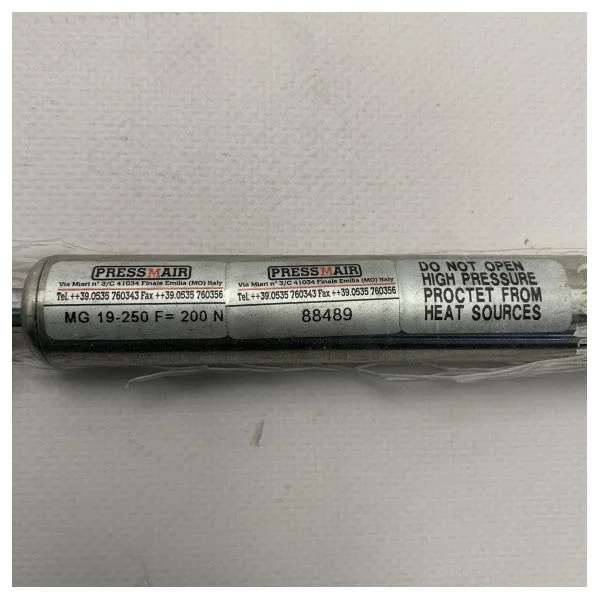 PRESSMAIR
Via Miari n° 3/C 41034 Finale Emilia (MO) Italy
Tel. ++39.0535 760343 Fax ++39.0535 760356
MG 19-250 F= 200 N
PRESSMAIR
Via Miari n° 3/C 41034 Finale Emilia (MO) Italy
Tel. ++39.0535 760343 Fax ++39.0535 760356
88489
DO NOT OPEN
HIGH PRESSURE
PROCTET FROM
HEAT SOURCES